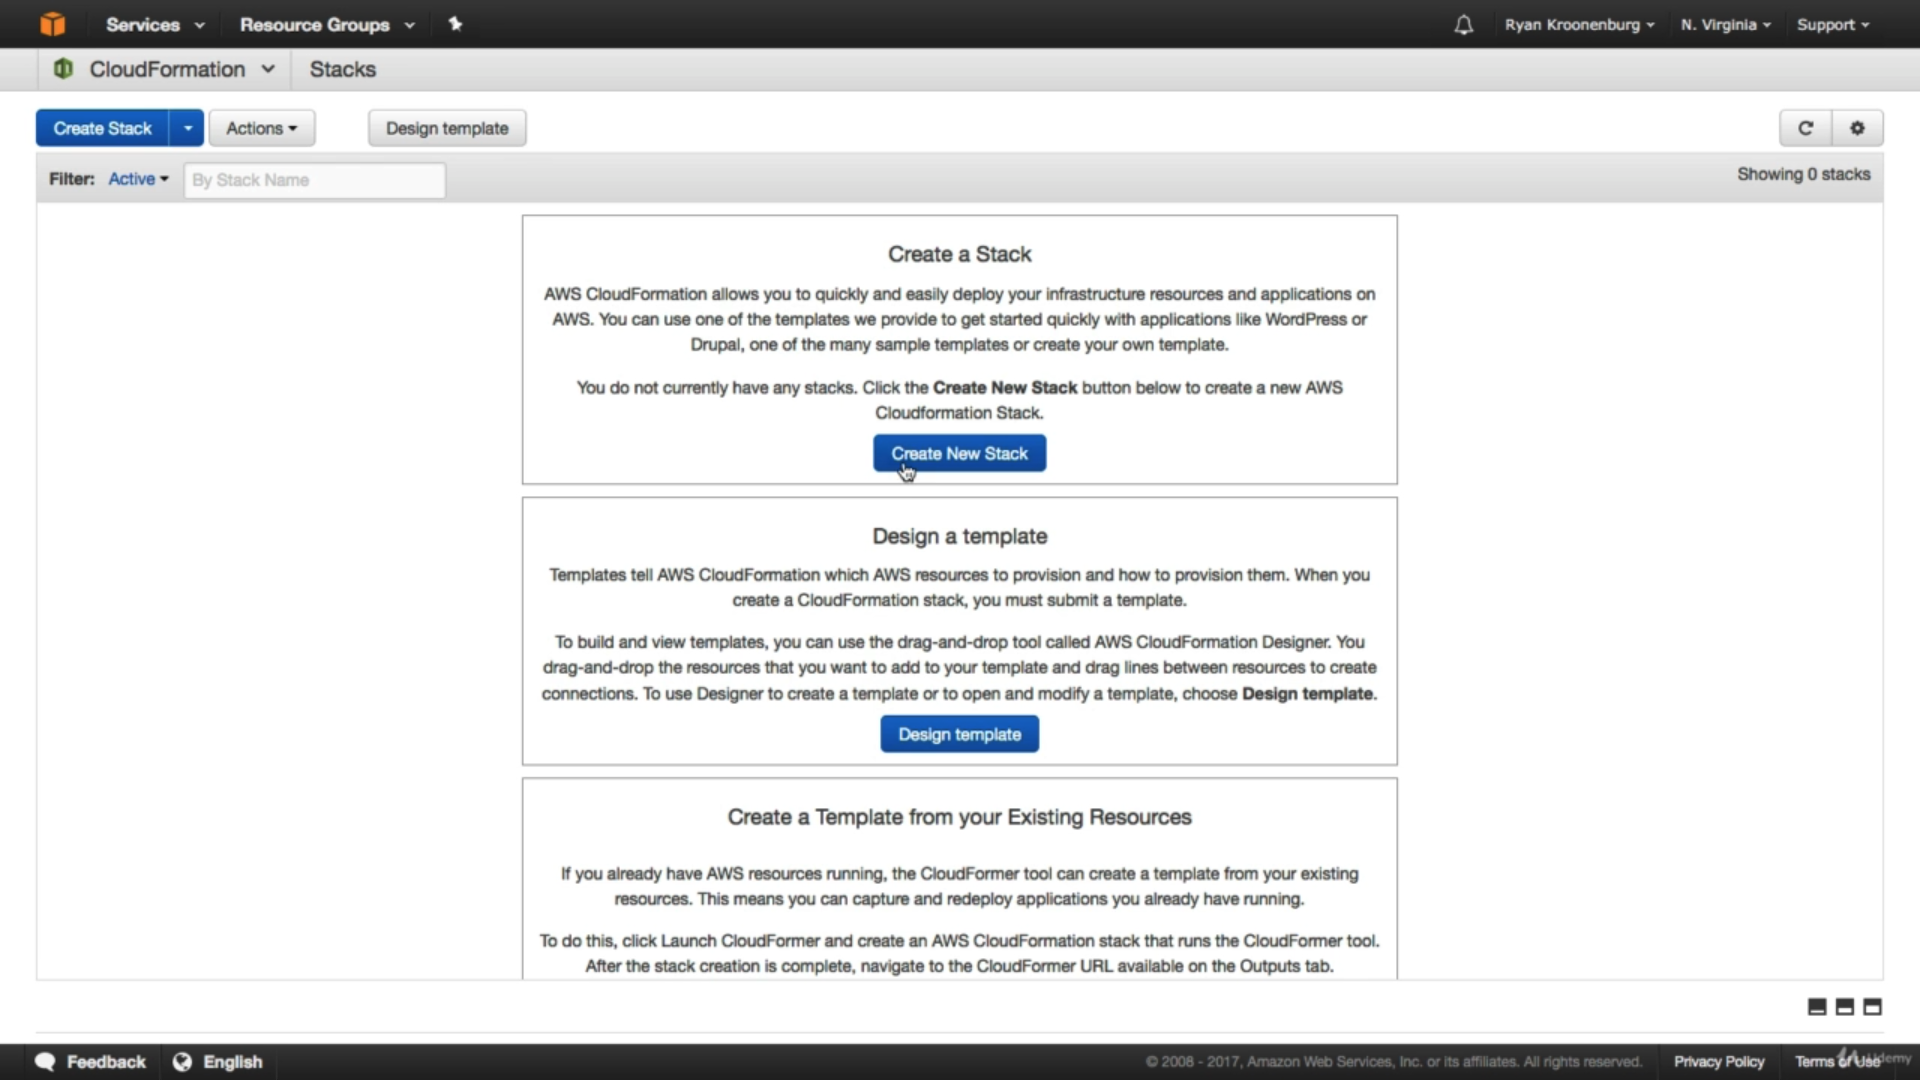 Services Resource Groups Ryan Kroonenburg N. Virginia Support
CloudFormation Stacks
Create Stack Actions Design template
Filter: Active By Stack Name Showing 0 stacks
Create a Stack
AWS CloudFormation allows you to quickly and easily deploy your infrastructure resources and applications on
AWS. You can use one of the templates we provide to get started quickly with applications like WordPress or
Drupal, one of the many sample templates or create your own template.
You do not currently have any stacks. Click the Create New Stack button below to create a new AWS
Cloudformation Stack.
Create New Stack
Design a template
Templates tell AWS CloudFormation which AWS resources to provision and how to provision them. When you
create a CloudFormation stack, you must submit a template.
To build and view templates, you can use the drag-and-drop tool called AWS CloudFormation Designer. You
drag-and-drop the resources that you want to add to your template and drag lines between resources to create
connections. To use Designer to create a template or to open and modify a template, choose Design template.
Design template
Create a Template from your Existing Resources
If you already have AWS resources running, the CloudFormer tool can create a template from your existing
resources. This means you can capture and redeploy applications you already have running.
To do this, click Launch CloudFormer and create an AWS CloudFormation stack that runs the CloudFormer tool.
After the stack creation is complete, navigate to the CloudFormer URL available on the Outputs tab.
Feedback English © 2008 - 2017, Amazon Web Services, Inc. or its affiliates. All rights reserved. Privacy Policy Terms of Use Udemy